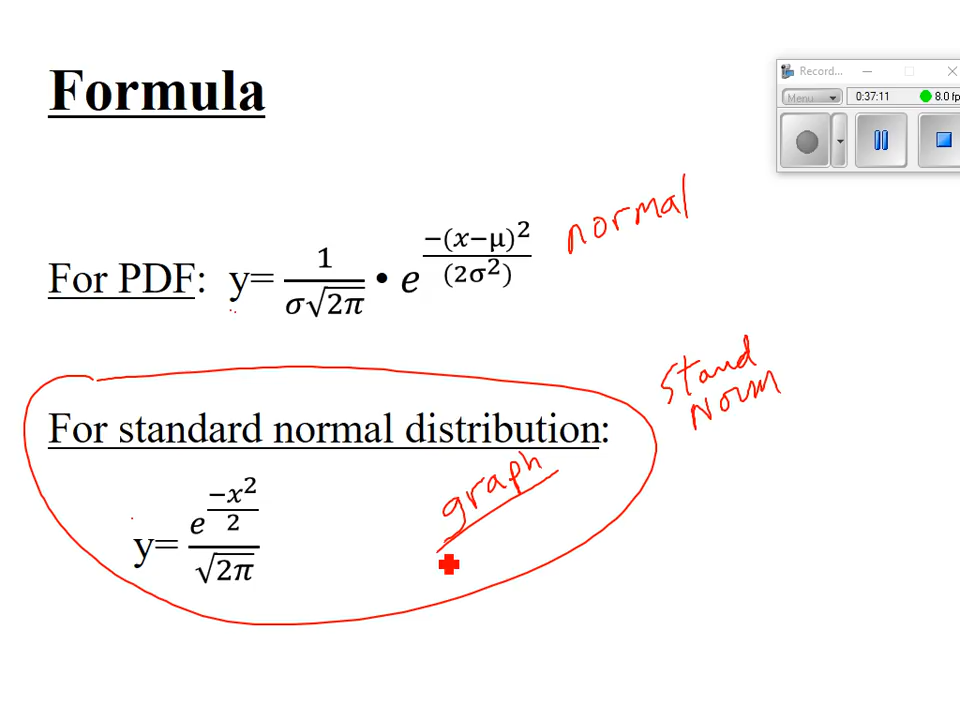 Formula
Record...
Menu
0:37:11
8.0 fp
normal
For PDF: y= 1/(σ√2π) • e^(−(x−μ)²/(2σ²))
stand
Norm
For standard normal distribution:
graph
y= e^(−x²/2)/√2π